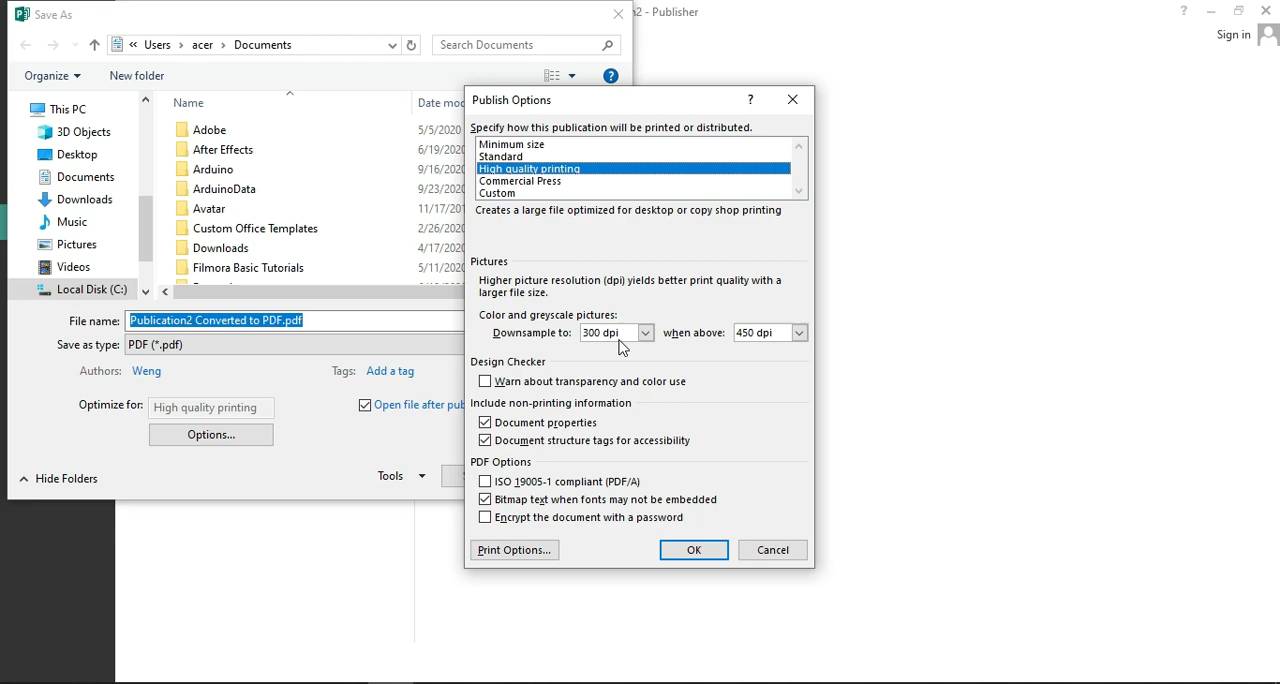 Save As
n2 - Publisher
?
Sign in
« Users › acer › Documents
Search Documents
Organize
New folder
?
This PC
3D Objects
Desktop
Documents
Downloads
Music
Pictures
Videos
Local Disk (C:)
Name
Date mod
Adobe 5/5/2020
After Effects 6/19/202
Arduino 9/16/202
ArduinoData 9/23/202
Avatar 11/17/201
Custom Office Templates 2/26/202
Downloads 4/17/202
Filmora Basic Tutorials 5/11/202
File name: Publication2 Converted to PDF.pdf
Save as type: PDF (*.pdf)
Authors: Weng
Tags: Add a tag
Optimize for: High quality printing
Open file after pub
Options...
Hide Folders
Tools
Publish Options
?
Specify how this publication will be printed or distributed.
Minimum size
Standard
High quality printing
Commercial Press
Custom
Creates a large file optimized for desktop or copy shop printing
Pictures
Higher picture resolution (dpi) yields better print quality with a
larger file size.
Color and greyscale pictures:
Downsample to: 300 dpi when above: 450 dpi
Design Checker
Warn about transparency and color use
Include non-printing information
Document properties
Document structure tags for accessibility
PDF Options
ISO 19005-1 compliant (PDF/A)
Bitmap text when fonts may not be embedded
Encrypt the document with a password
Print Options...
OK
Cancel